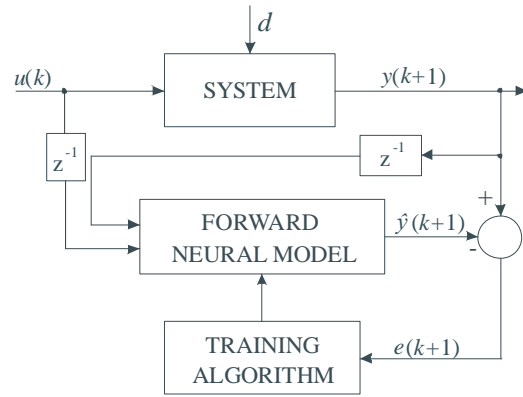 d
u(k)
SYSTEM
y(k+1)
z⁻¹
z⁻¹
+
FORWARD
NEURAL MODEL
ŷ(k+1)
-
TRAINING
ALGORITHM
e(k+1)